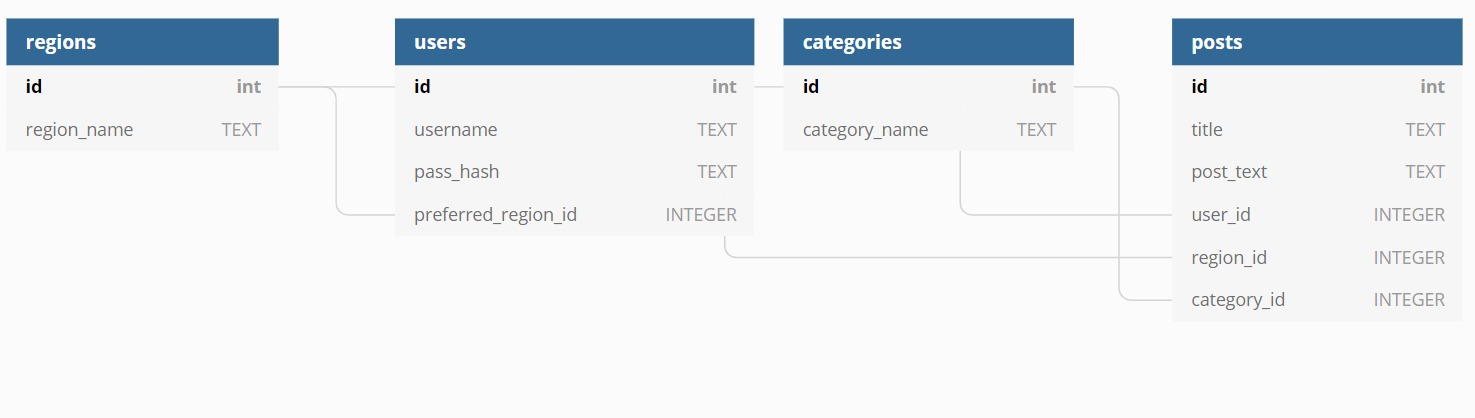 regions
id int
region_name TEXT
users
id int
username TEXT
pass_hash TEXT
preferred_region_id INTEGER
categories
id int
category_name TEXT
posts
id int
title TEXT
post_text TEXT
user_id INTEGER
region_id INTEGER
category_id INTEGER